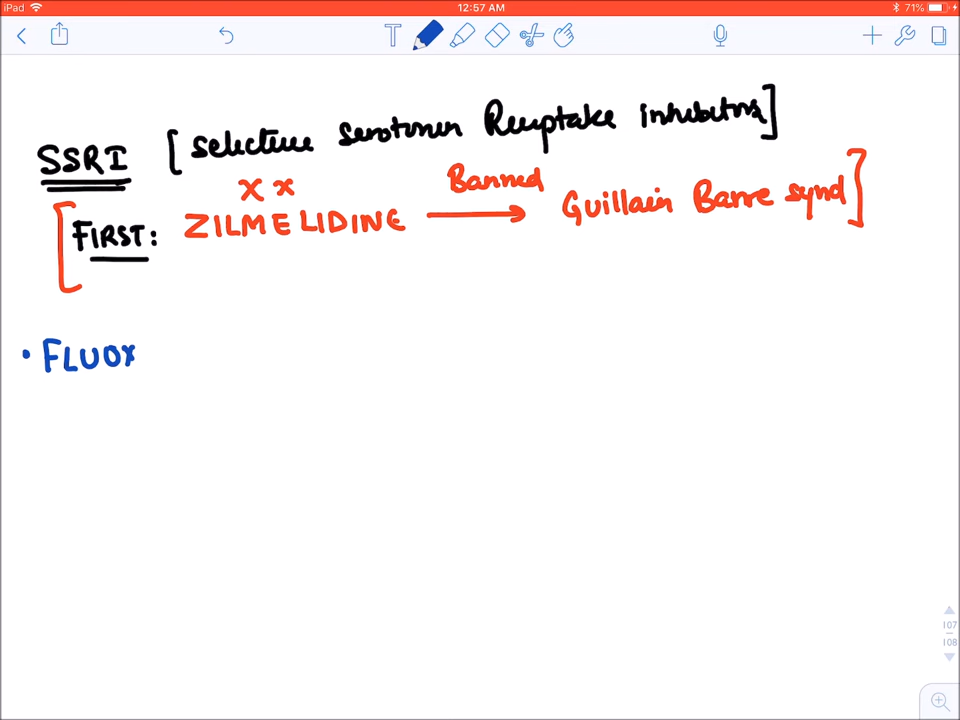 iPad 12:57 AM 71%
T
SSRI [selective serotonin Reuptake inhibitors]
x x Banned
[FIRST: ZILMELIDINE → Guillain Barre synd]
• FLUOX
107
108